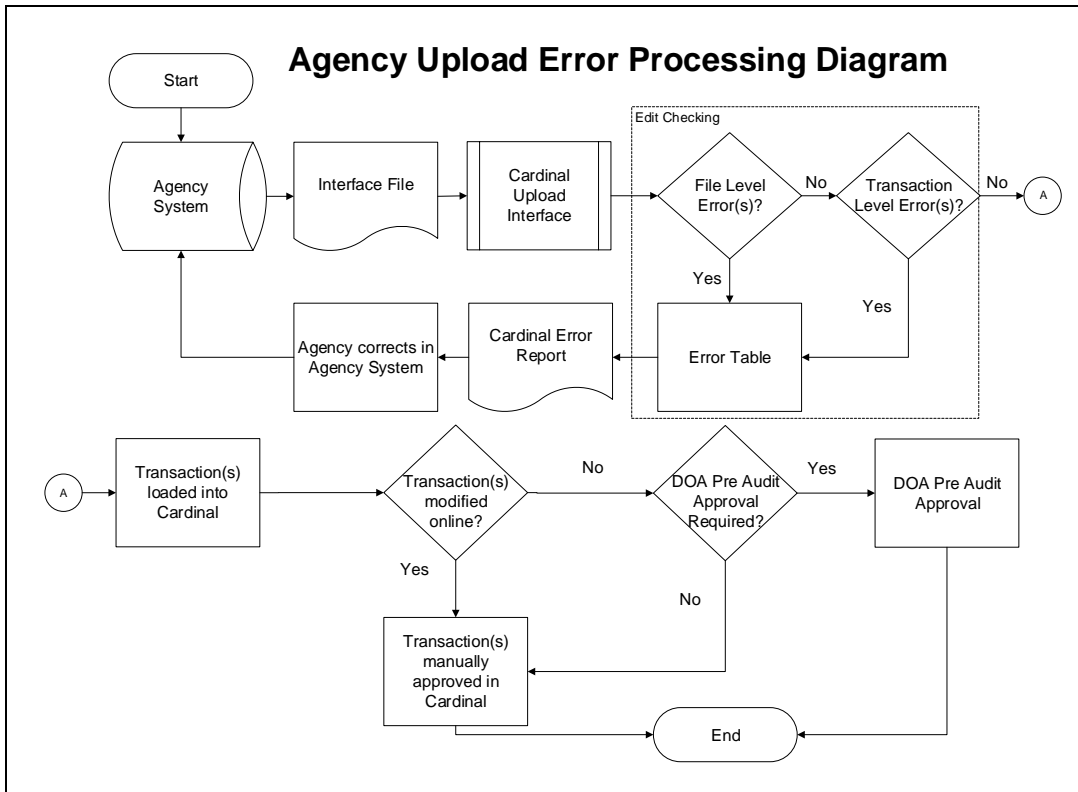 Agency Upload Error Processing Diagram
Start
Edit Checking
Agency
System
Interface File
Cardinal
Upload
Interface
File Level
Error(s)?
No
Transaction
Level Error(s)?
No
A
Yes
Yes
Agency corrects in
Agency System
Cardinal Error
Report
Error Table
A
Transaction(s)
loaded into
Cardinal
Transaction(s)
modified
online?
No
DOA Pre Audit
Approval
Required?
Yes
DOA Pre Audit
Approval
Yes
No
Transaction(s)
manually
approved in
Cardinal
End